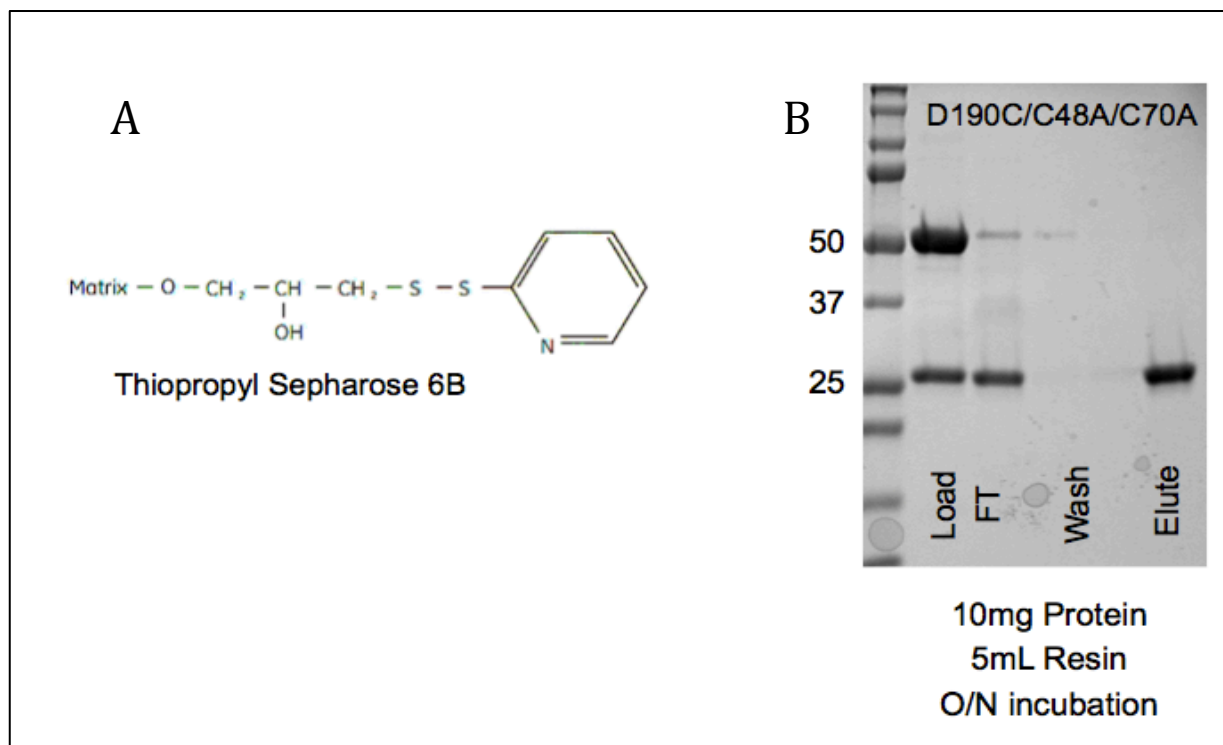 A
B
D190C/C48A/C70A
Matrix – O – CH₂ – CH – CH₂ – S – S
OH
N
Thiopropyl Sepharose 6B
50
37
25
Load
FT
Wash
Elute
10mg Protein
5mL Resin
O/N incubation